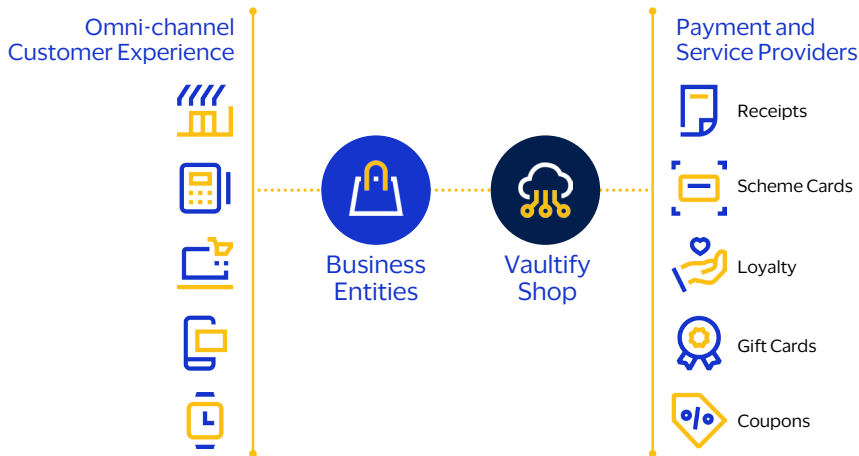 Omni-channel
Customer Experience
Business
Entities
Vaultify
Shop
Payment and
Service Providers
Receipts
Scheme Cards
Loyalty
Gift Cards
%
Coupons